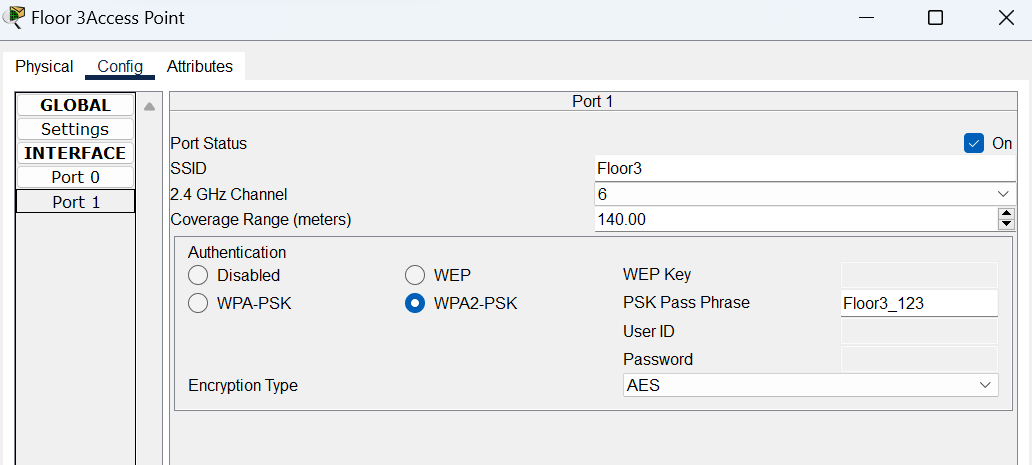 Floor 3Access Point
Physical Config Attributes
GLOBAL
Settings
INTERFACE
Port 0
Port 1
Port 1
Port Status On
SSID Floor3
2.4 GHz Channel 6
Coverage Range (meters) 140.00
Authentication
Disabled WEP WEP Key
WPA-PSK WPA2-PSK PSK Pass Phrase Floor3_123
User ID
Password
Encryption Type AES